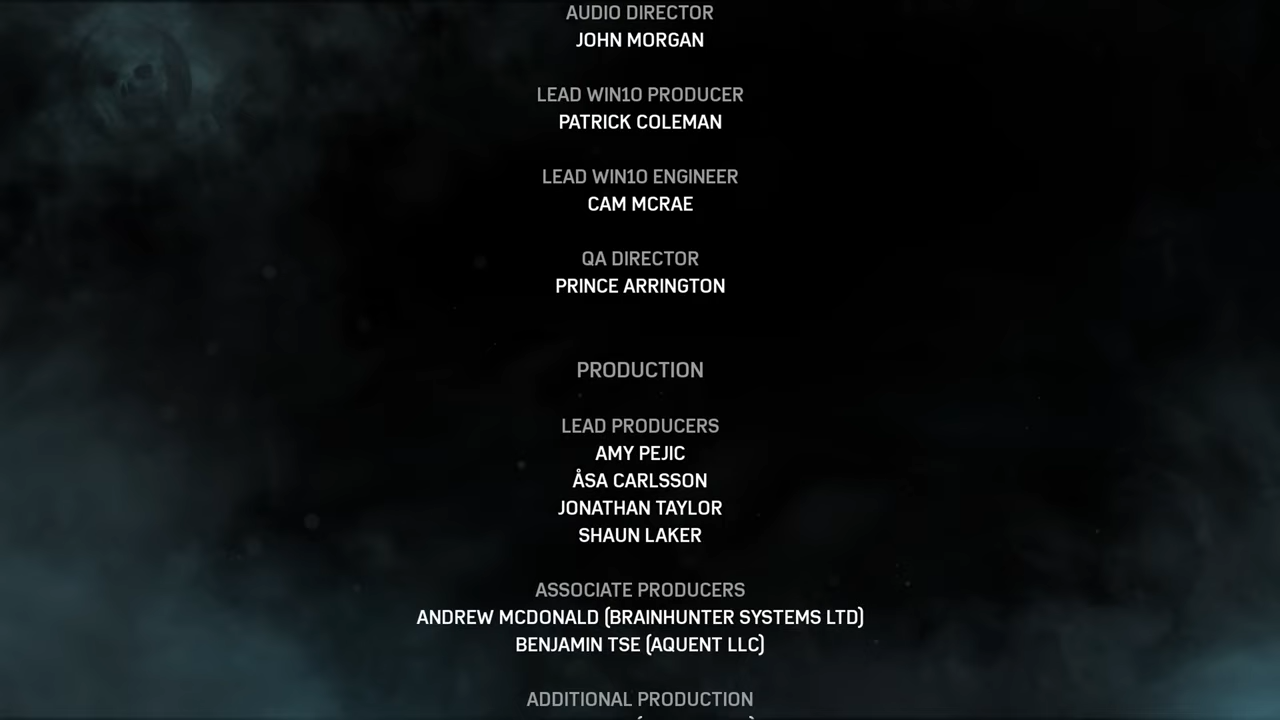 AUDIO DIRECTOR
JOHN MORGAN
LEAD WIN10 PRODUCER
PATRICK COLEMAN
LEAD WIN10 ENGINEER
CAM MCRAE
QA DIRECTOR
PRINCE ARRINGTON
PRODUCTION
LEAD PRODUCERS
AMY PEJIC
ÅSA CARLSSON
JONATHAN TAYLOR
SHAUN LAKER
ASSOCIATE PRODUCERS
ANDREW MCDONALD (BRAINHUNTER SYSTEMS LTD)
BENJAMIN TSE (AQUENT LLC)
ADDITIONAL PRODUCTION